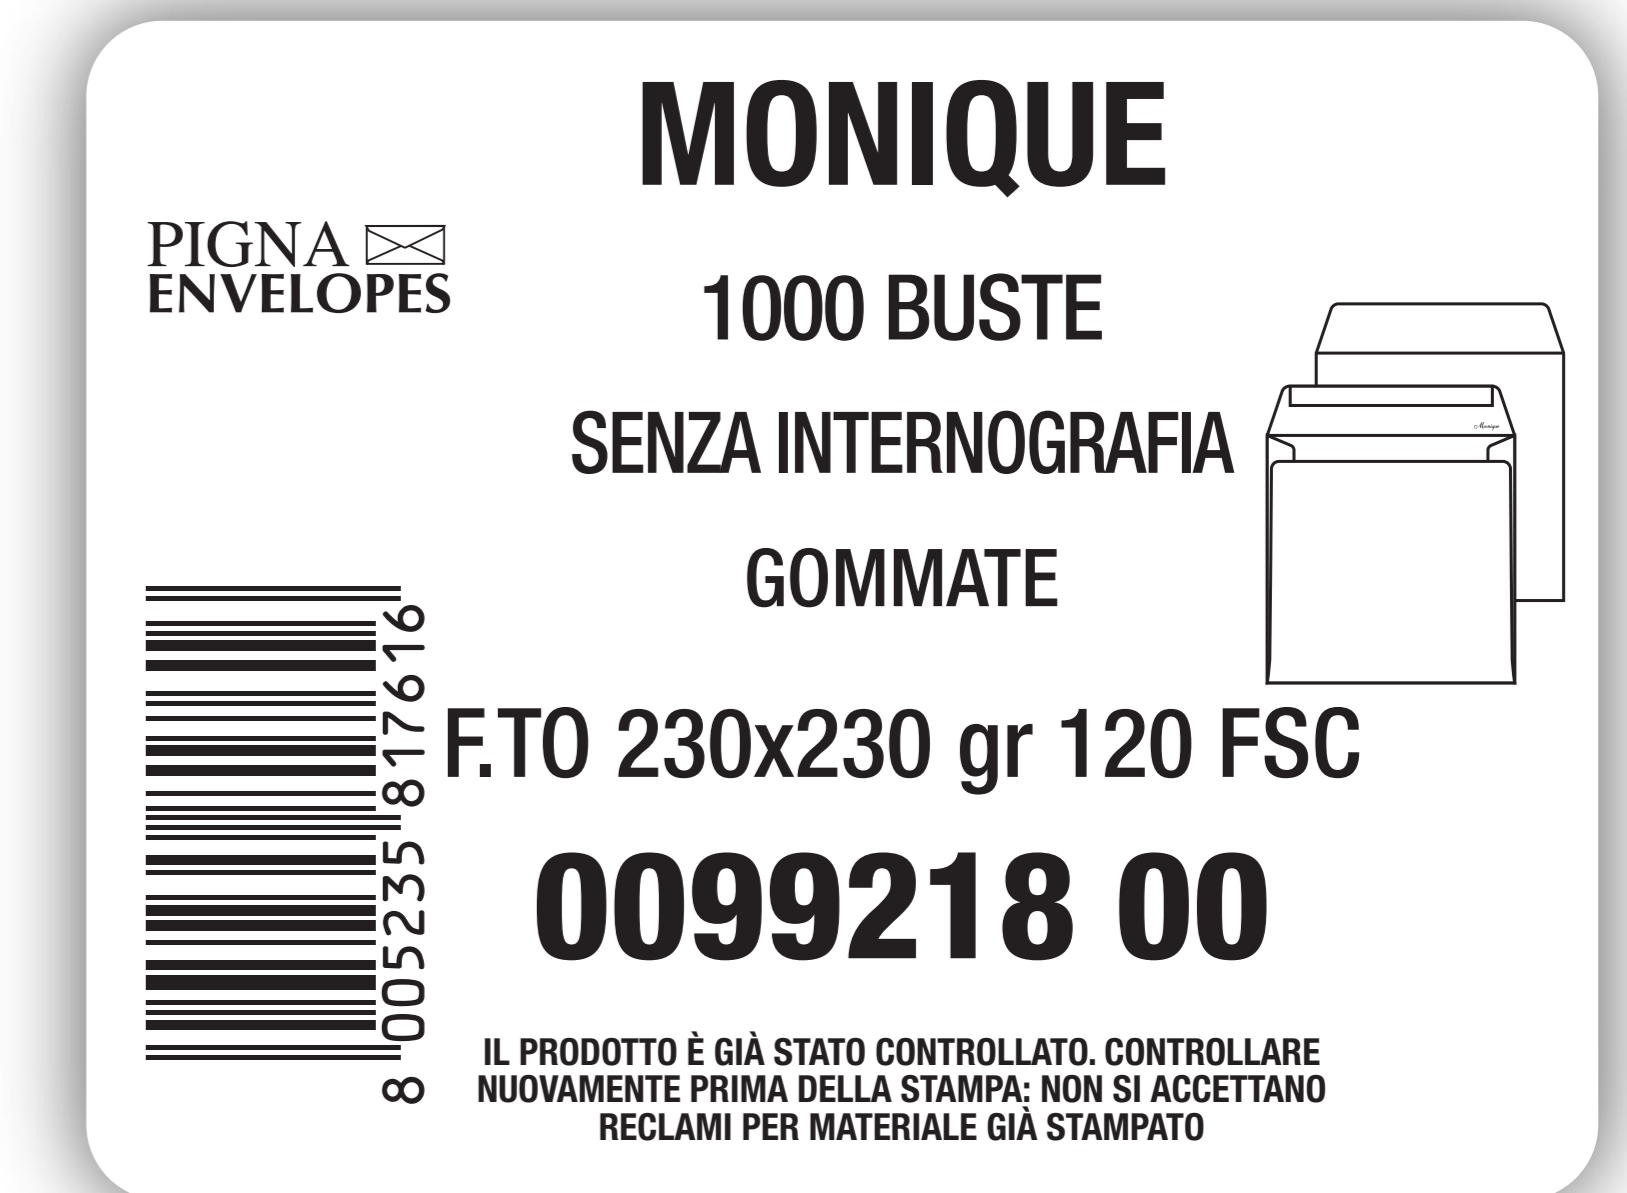 MONIQUE
PIGNA
ENVELOPES
1000 BUSTE
SENZA INTERNOGRAFIA
Monique
GOMMATE
F.TO 230x230 gr 120 FSC
0099218 00
8 005235 817616
IL PRODOTTO È GIÀ STATO CONTROLLATO. CONTROLLARE
NUOVAMENTE PRIMA DELLA STAMPA: NON SI ACCETTANO
RECLAMI PER MATERIALE GIÀ STAMPATO